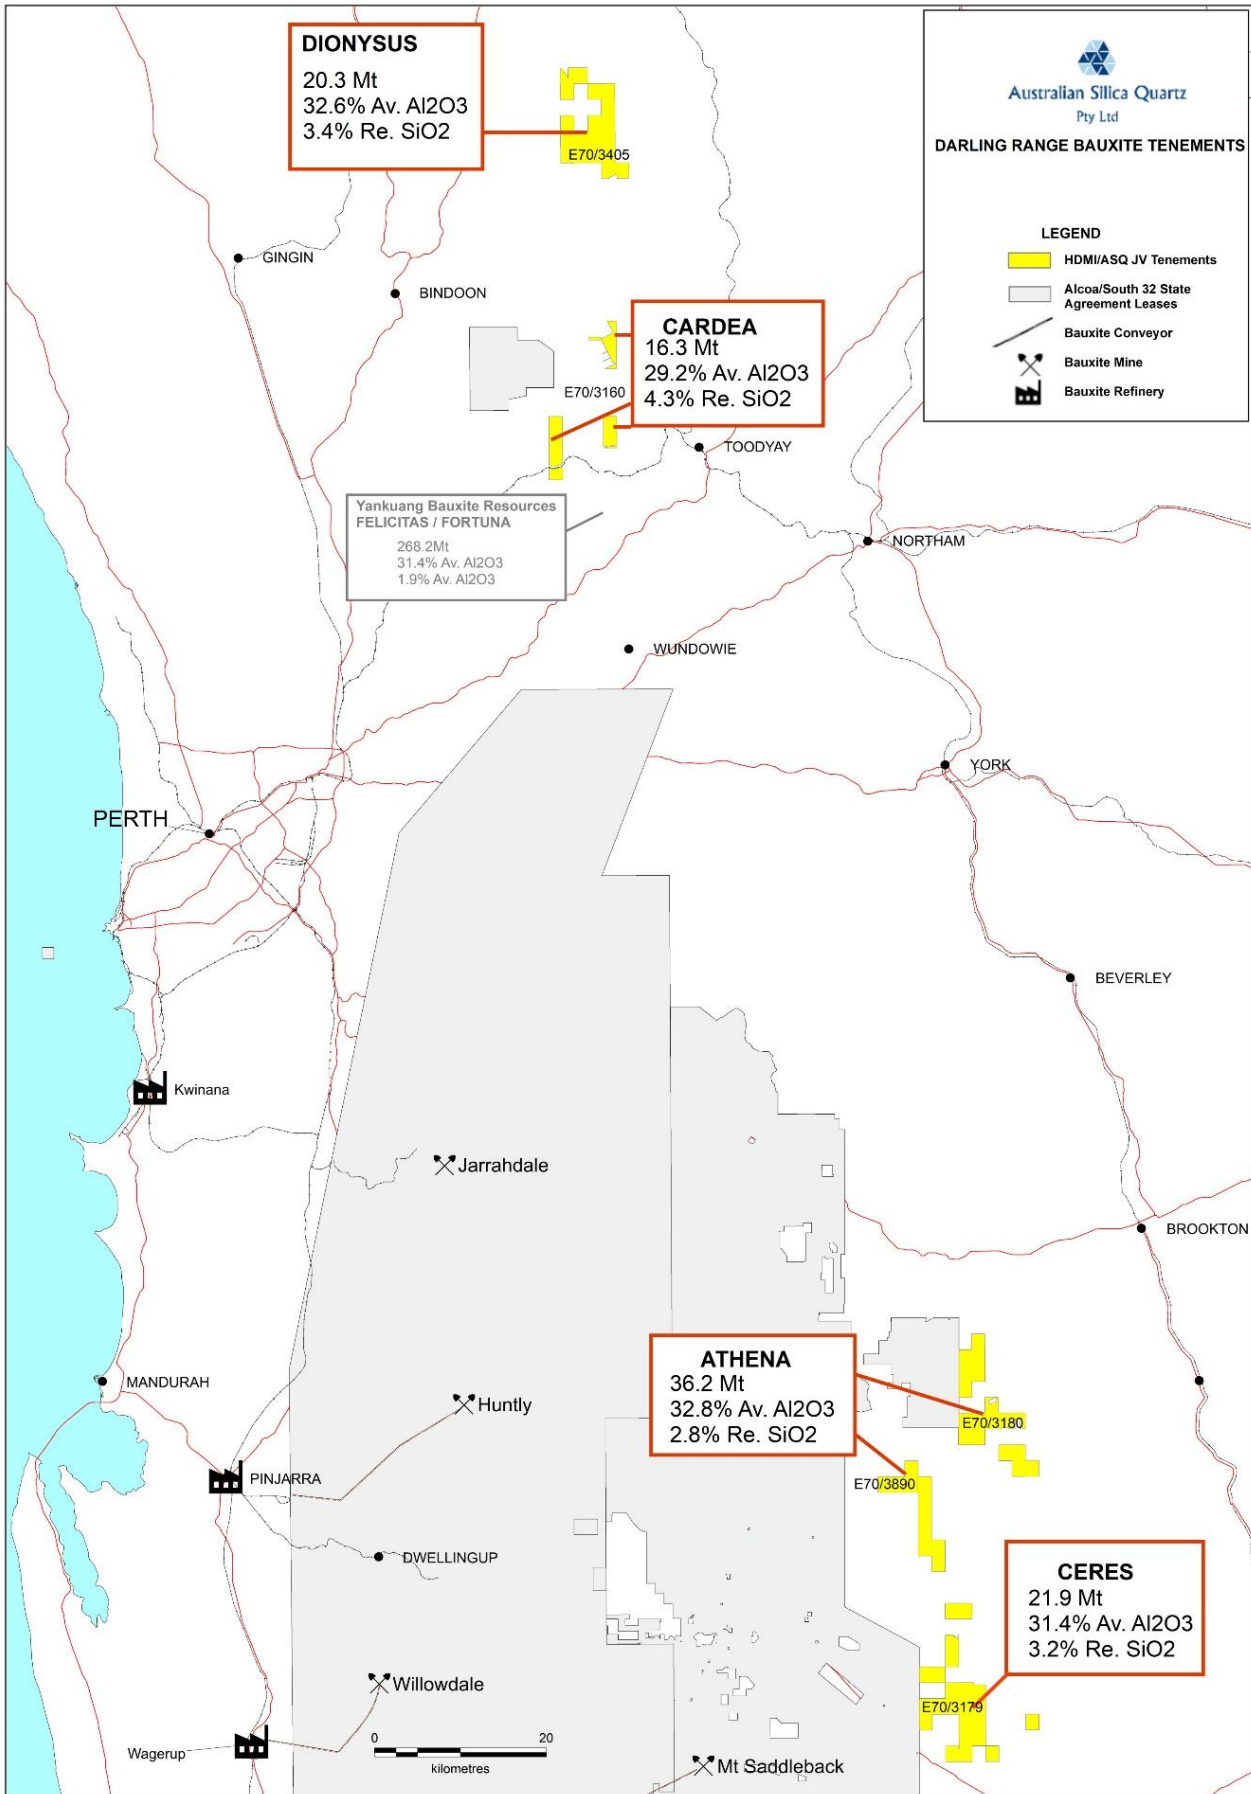 DIONYSUS
20.3 Mt
32.6% Av. Al2O3
3.4% Re. SiO2
E70/3405
Australian Silica Quartz
Pty Ltd
DARLING RANGE BAUXITE TENEMENTS
LEGEND
HDMI/ASQ JV Tenements
Alcoa/South 32 State
Agreement Leases
Bauxite Conveyor
Bauxite Mine
Bauxite Refinery
GINGIN
BINDOON
CARDEA
16.3 Mt
29.2% Av. Al2O3
4.3% Re. SiO2
E70/3160
TOODYAY
Yankuang Bauxite Resources
FELICITAS / FORTUNA
268.2Mt
31.4% Av. Al2O3
1.9% Av. Al2O3
NORTHAM
WUNDOWIE
YORK
PERTH
BEVERLEY
Kwinana
Jarrahdale
BROOKTON
ATHENA
36.2 Mt
32.8% Av. Al2O3
2.8% Re. SiO2
MANDURAH
Huntly
E70/3180
PINJARRA
E70/3890
DWELLINGUP
CERES
21.9 Mt
31.4% Av. Al2O3
3.2% Re. SiO2
Willowdale
E70/3179
Wagerup
0 20
kilometres
Mt Saddleback